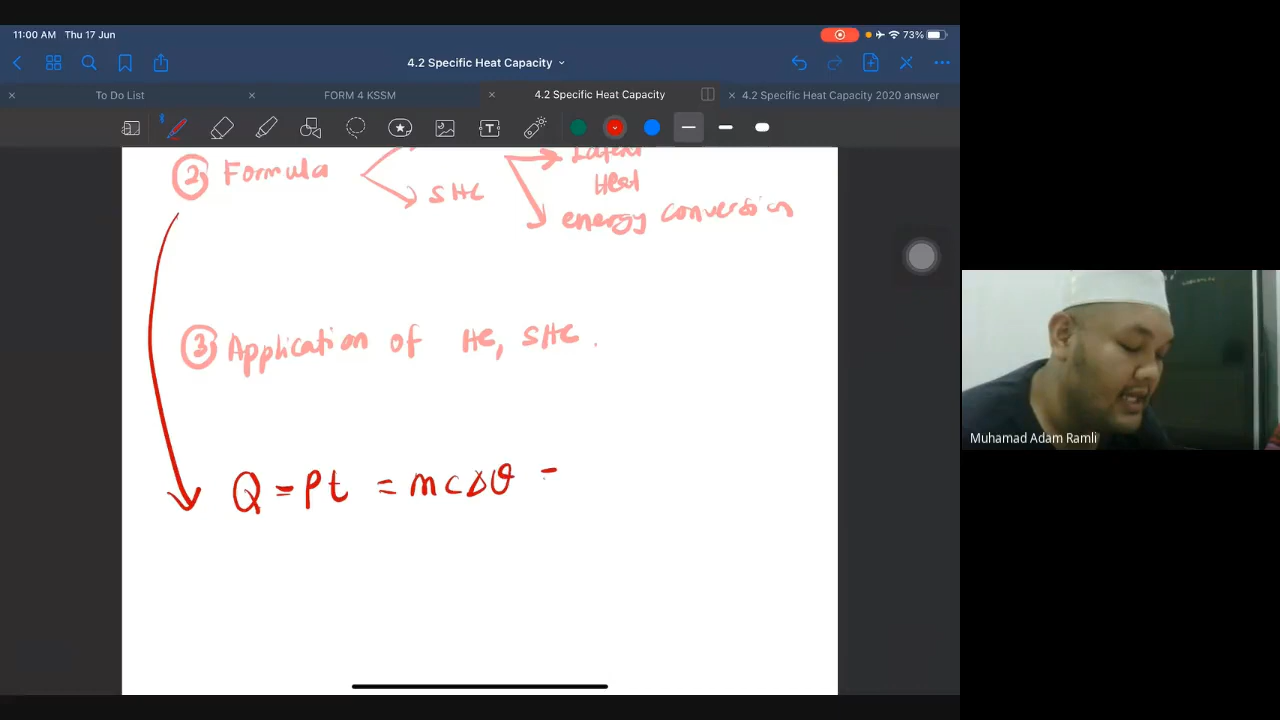 11:00 AM Thu 17 Jun
73%
4.2 Specific Heat Capacity
To Do List
FORM 4 KSSM
4.2 Specific Heat Capacity
4.2 Specific Heat Capacity 2020 answer
Latent
② Formula
Heat
SHC
energy conversion
③ Application of HC, SHC.
Q = Pt = mcΔθ =
Muhamad Adam Ramli